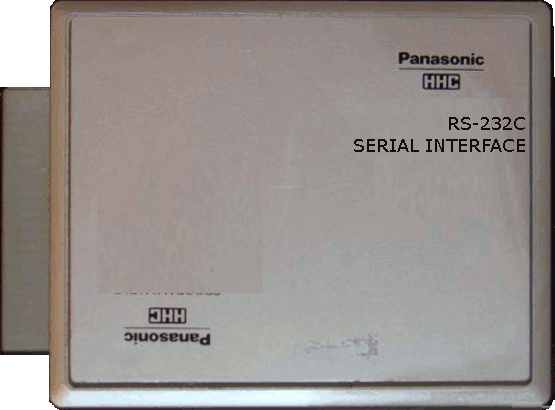 Panasonic
HHC
RS-232C
SERIAL INTERFACE
HHC
Panasonic